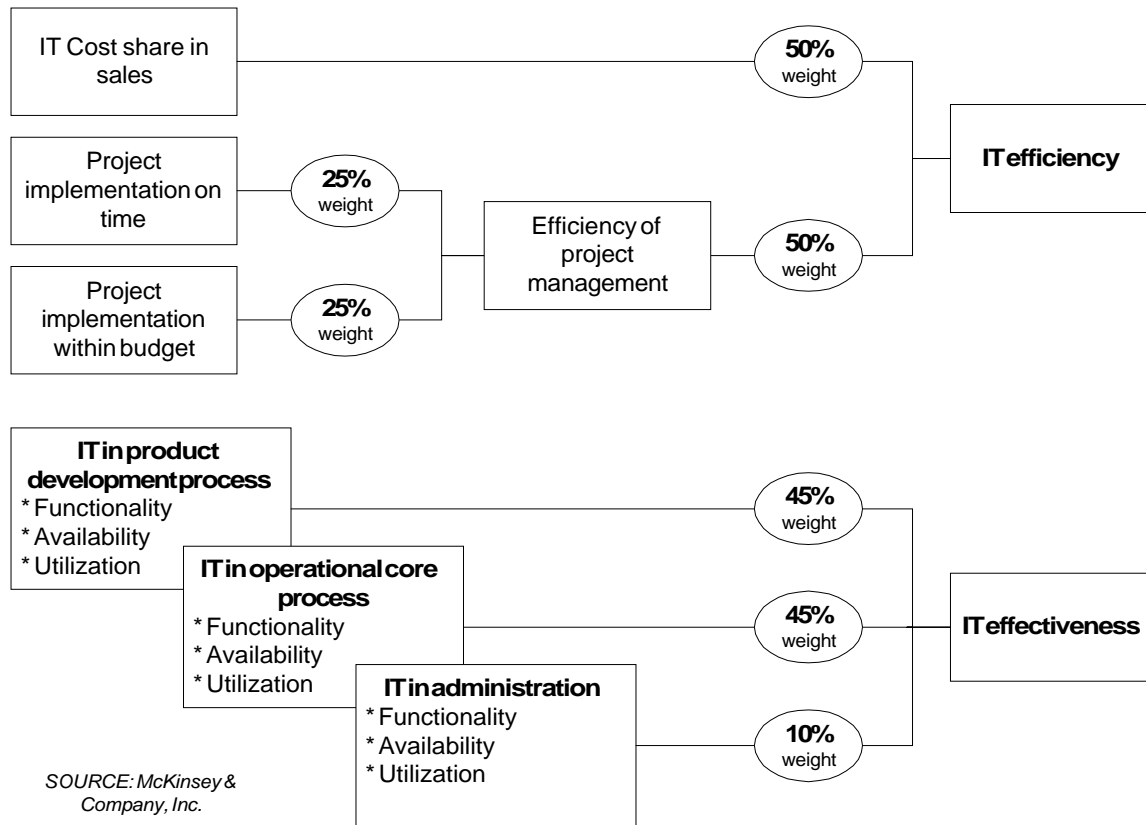 IT Cost share in
sales
50%
weight
Project
implementation on
time
25%
weight
IT efficiency
Efficiency of
project
management
50%
weight
Project
implementation
within budget
25%
weight
IT in product
development process
* Functionality
* Availability
* Utilization
45%
weight
IT in operational core
process
* Functionality
* Availability
* Utilization
45%
weight
IT effectiveness
IT in administration
* Functionality
* Availability
* Utilization
10%
weight
SOURCE: McKinsey &
Company, Inc.